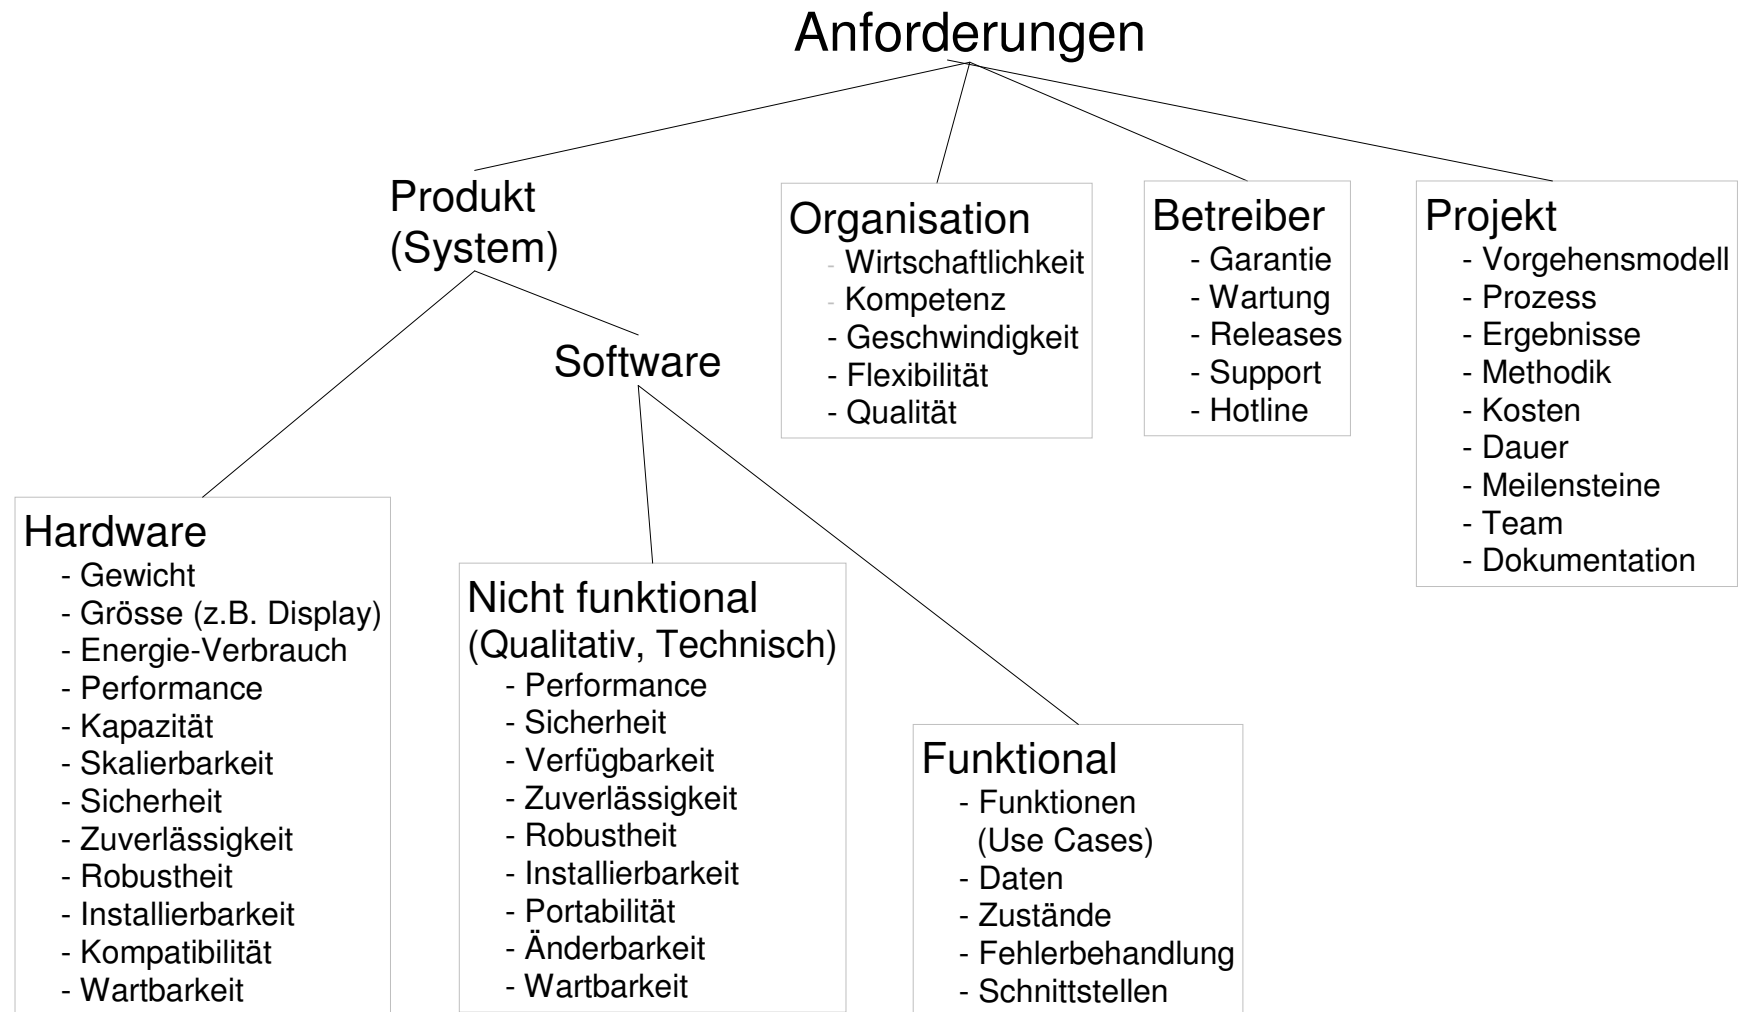 Anforderungen
Produkt
(System)
Organisation
- Wirtschaftlichkeit
- Kompetenz
- Geschwindigkeit
- Flexibilität
- Qualität
Betreiber
- Garantie
- Wartung
- Releases
- Support
- Hotline
Projekt
- Vorgehensmodell
- Prozess
- Ergebnisse
- Methodik
- Kosten
- Dauer
- Meilensteine
- Team
- Dokumentation
Software
Hardware
- Gewicht
- Grösse (z.B. Display)
- Energie-Verbrauch
- Performance
- Kapazität
- Skalierbarkeit
- Sicherheit
- Zuverlässigkeit
- Robustheit
- Installierbarkeit
- Kompatibilität
- Wartbarkeit
Nicht funktional
(Qualitativ, Technisch)
- Performance
- Sicherheit
- Verfügbarkeit
- Zuverlässigkeit
- Robustheit
- Installierbarkeit
- Portabilität
- Änderbarkeit
- Wartbarkeit
Funktional
- Funktionen
(Use Cases)
- Daten
- Zustände
- Fehlerbehandlung
- Schnittstellen